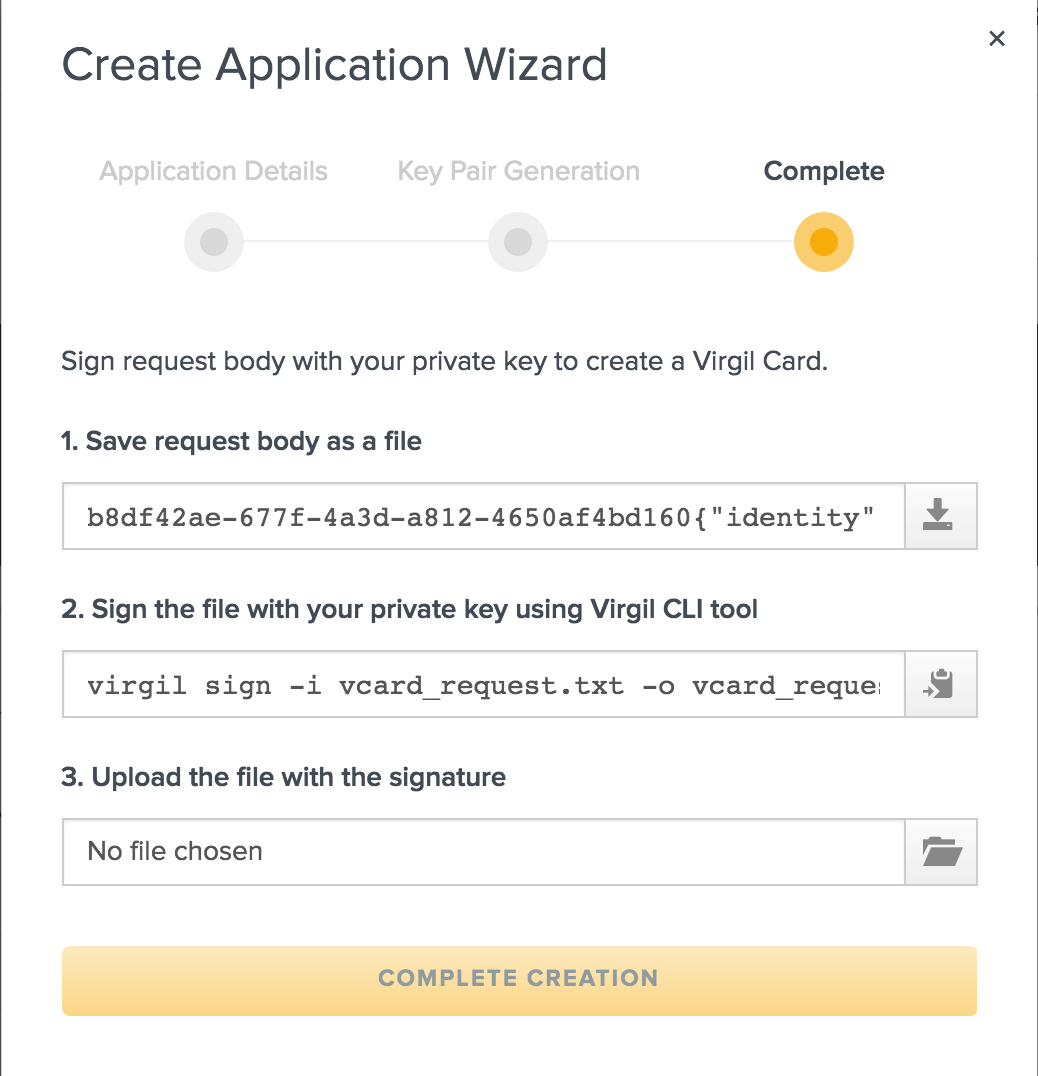 Create Application Wizard
Application Details Key Pair Generation Complete
Sign request body with your private key to create a Virgil Card.
1. Save request body as a file
b8df42ae-677f-4a3d-a812-4650af4bd160{"identity"
2. Sign the file with your private key using Virgil CLI tool
virgil sign -i vcard_request.txt -o vcard_reque
3. Upload the file with the signature
No file chosen
COMPLETE CREATION